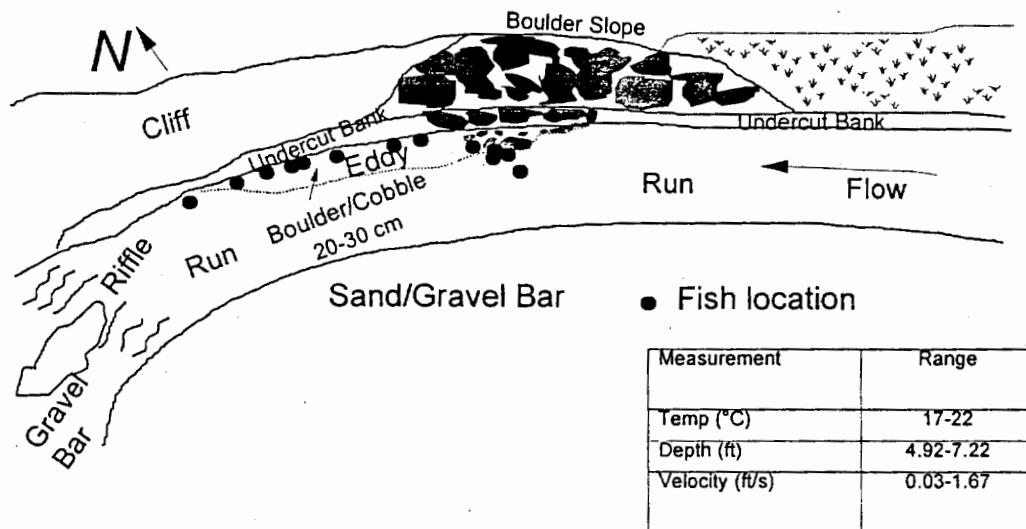 Boulder Slope
N
Cliff
Undercut Bank
Undercut Bank
Eddy
Boulder/Cobble
20-30 cm
Run
Flow
Run
Riffle
Gravel
Bar
Sand/Gravel Bar
Fish location
Measurement Range
Temp (°C) 17-22
Depth (ft) 4.92-7.22
Velocity (ft/s) 0.03-1.67